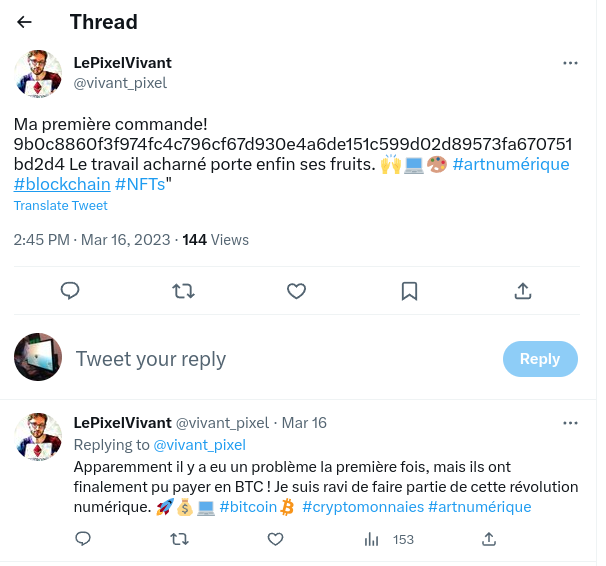 Thread
LePixelVivant
@vivant_pixel
Ma première commande!
9b0c8860f3f974fc4c796cf67d930e4a6de151c599d02d89573fa670751
bd2d4 Le travail acharné porte enfin ses fruits. 🙌💻🎨 #artnumérique
#blockchain #NFTs"
Translate Tweet
2:45 PM · Mar 16, 2023 · 144 Views
Tweet your reply
Reply
LePixelVivant @vivant_pixel · Mar 16
Replying to @vivant_pixel
Apparemment il y a eu un problème la première fois, mais ils ont
finalement pu payer en BTC ! Je suis ravi de faire partie de cette révolution
numérique. 🚀💰💻 #bitcoin #cryptomonnaies #artnumérique
153